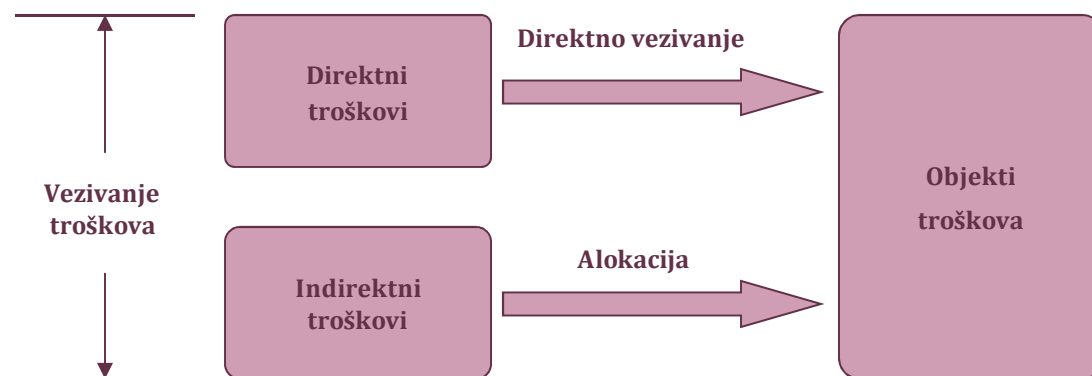 Direktno vezivanje
Direktni
troškovi
Vezivanje
troškova
Objekti
troškova
Alokacija
Indirektni
troškovi